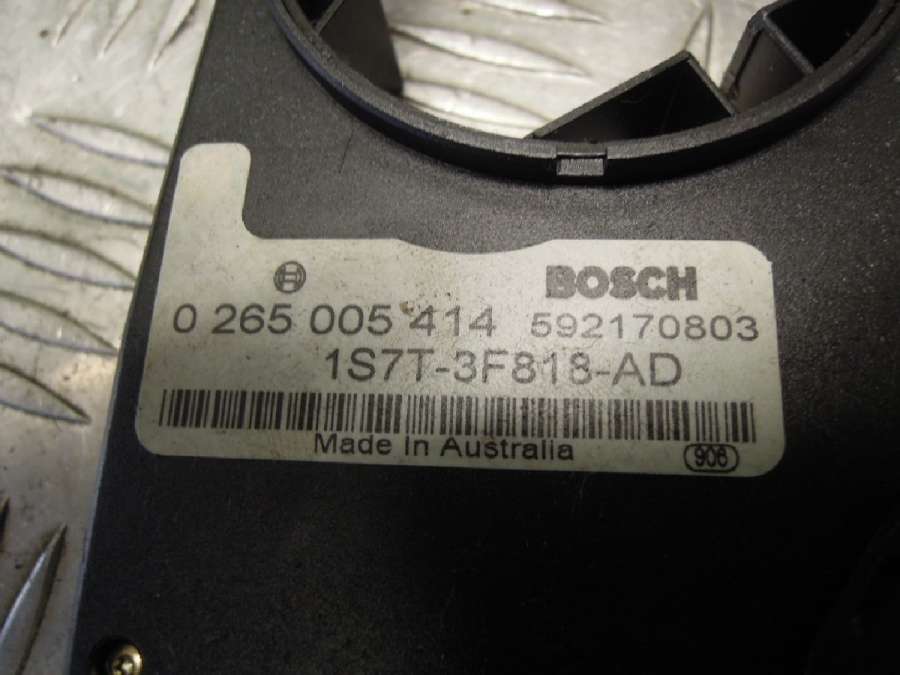 BOSCH
0 265 005 414 592170803
1S7T-3F818-AD
Made In Australia
906